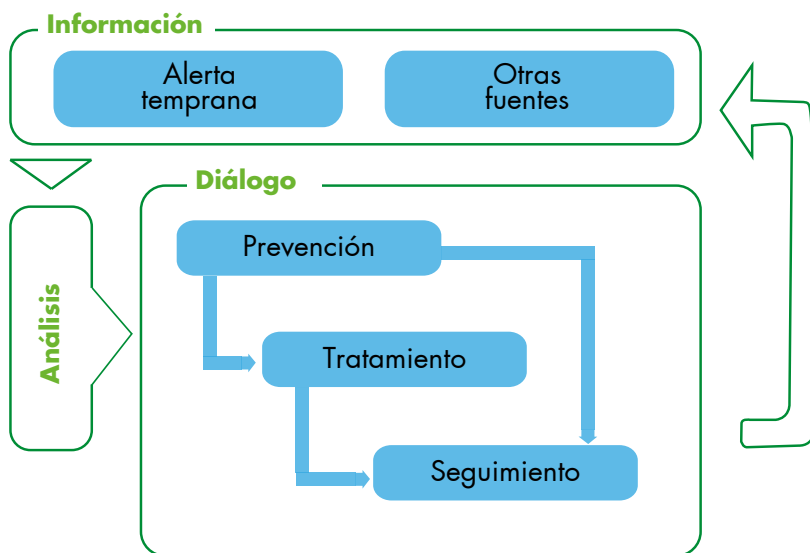 Información
Alerta
temprana
Otras
fuentes
Diálogo
Prevención
Análisis
Tratamiento
Seguimiento